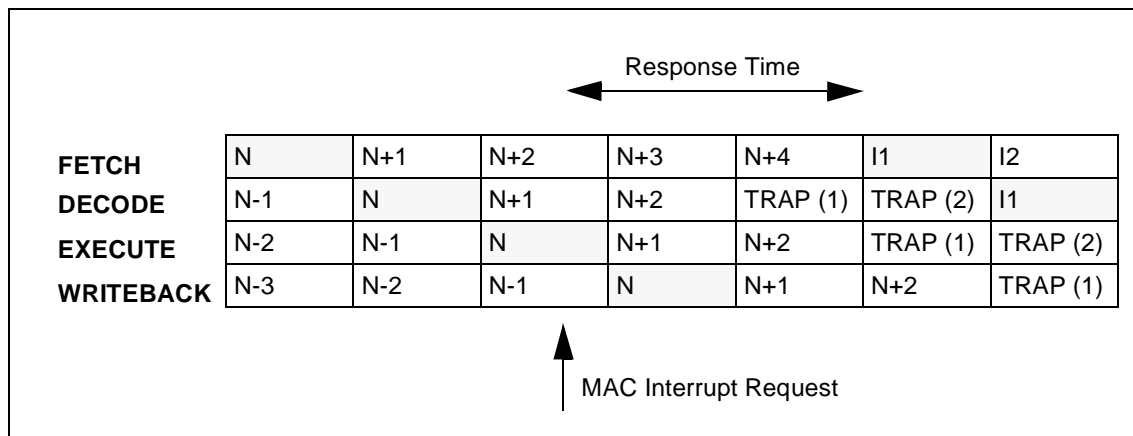 Response Time
FETCH N N+1 N+2 N+3 N+4 I1 I2
DECODE N-1 N N+1 N+2 TRAP (1) TRAP (2) I1
EXECUTE N-2 N-1 N N+1 N+2 TRAP (1) TRAP (2)
WRITEBACK N-3 N-2 N-1 N N+1 N+2 TRAP (1)
MAC Interrupt Request